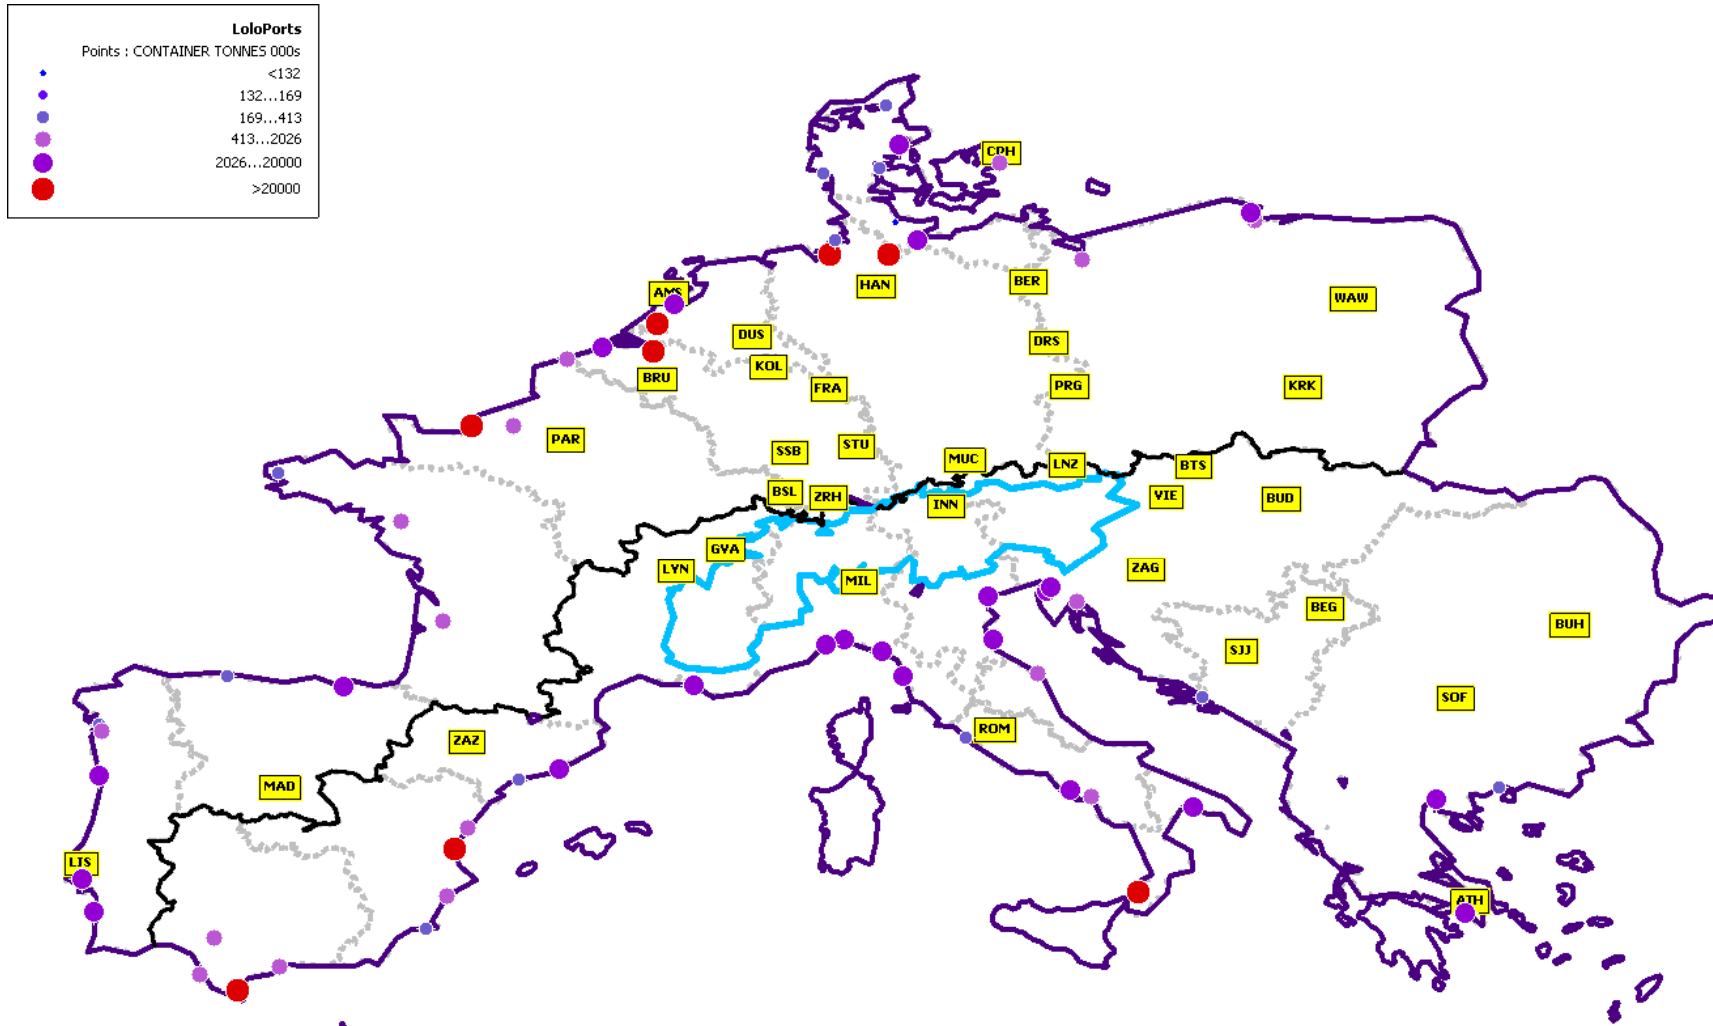 LoloPorts
Points : CONTAINER TONNES 000s
<132
132...169
169...413
413...2026
2026...20000
>20000
CPH
HAN
BER
AMS
WAW
DUS
DRS
KOL
BRU
FRA
PRG
KRK
PAR
SSB
STU
MUC
LNZ
BTS
BSL
ZRH
INN
VIE
BUD
GVA
LYN
MIL
ZAG
BEG
BUH
SJJ
SOF
ROM
ZAZ
MAD
LIS
ATH